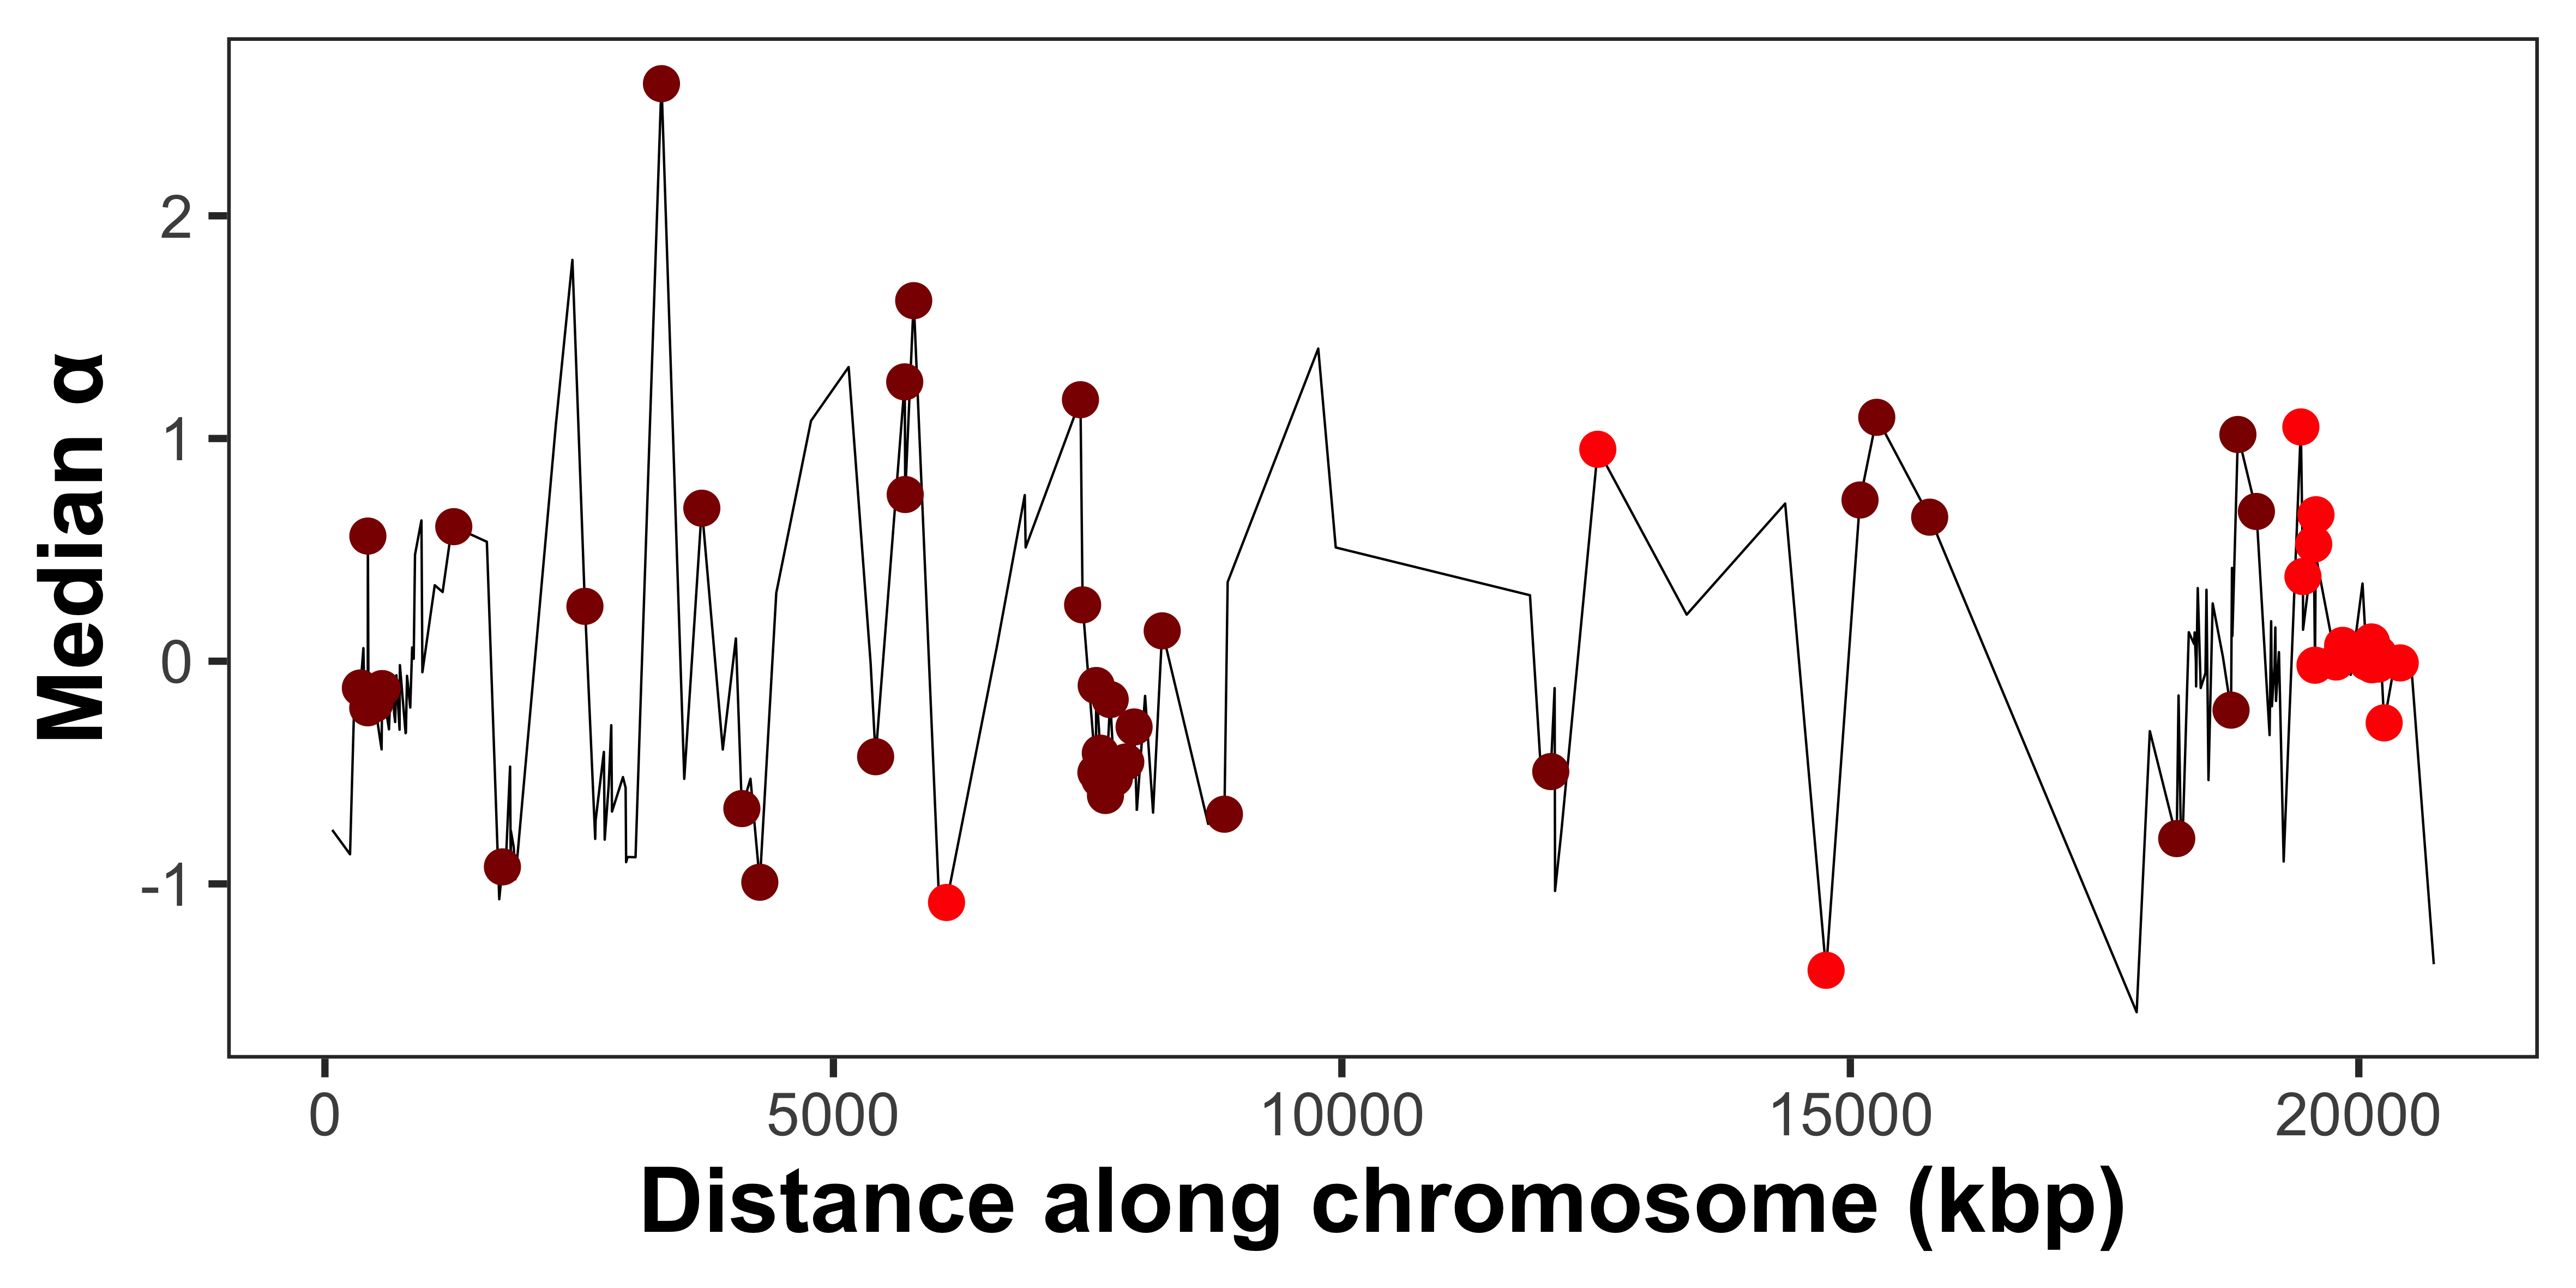 Median α
2
1
0
-1
0 5000 10000 15000 20000
Distance along chromosome (kbp)